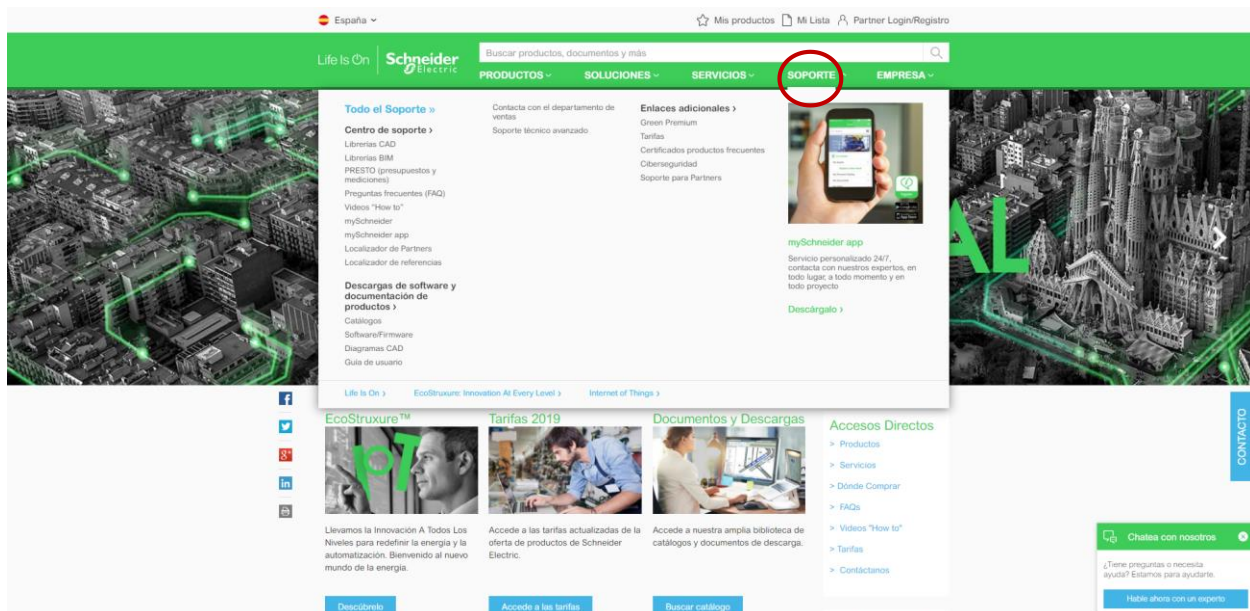 España
Mis productos
Mi Lista
Partner Login/Registro
Life Is On
Schneider
Electric
Buscar productos, documentos y más
PRODUCTOS
SOLUCIONES
SERVICIOS
SOPORTE
EMPRESA
Todo el Soporte »
Centro de soporte ›
Librerías CAD
Librerías BIM
PRESTO (presupuestos y
mediciones)
Preguntas frecuentes (FAQ)
Videos "How to"
mySchneider
mySchneider app
Localizador de Partners
Localizador de referencias
Descargas de software y
documentación de
productos ›
Catálogos
Software/Firmware
Diagramas CAD
Guia de usuario
Contacta con el departamento de
ventas
Soporte técnico avanzado
Enlaces adicionales ›
Green Premium
Tarifas
Certificados productos frecuentes
Ciberseguridad
Soporte para Partners
mySchneider app
Servicio personalizado 24/7,
contacta con nuestros expertos, en
todo lugar, a todo momento y en
todo proyecto
Descárgalo ›
AL
Life Is On ›
EcoStruxure: Innovation At Every Level ›
Internet of Things ›
EcoStruxure™
IoT
Llevamos la Innovación A Todos Los
Niveles para redefinir la energía y la
automatización. Bienvenido al nuevo
mundo de la energía.
Descúbrelo
Tarifas 2019
Accede a las tarifas actualizadas de la
oferta de productos de Schneider
Electric.
Accede a las tarifas
Documentos y Descargas
Accede a nuestra amplia biblioteca de
catálogos y documentos de descarga.
Buscar catálogo
Accesos Directos
> Productos
> Servicios
> Dónde Comprar
> FAQs
> Videos "How to"
> Tarifas
> Contáctanos
CONTACTO
Chatea con nosotros
¿Tiene preguntas o necesita
ayuda? Estamos para ayudarte.
Hable ahora con un experto